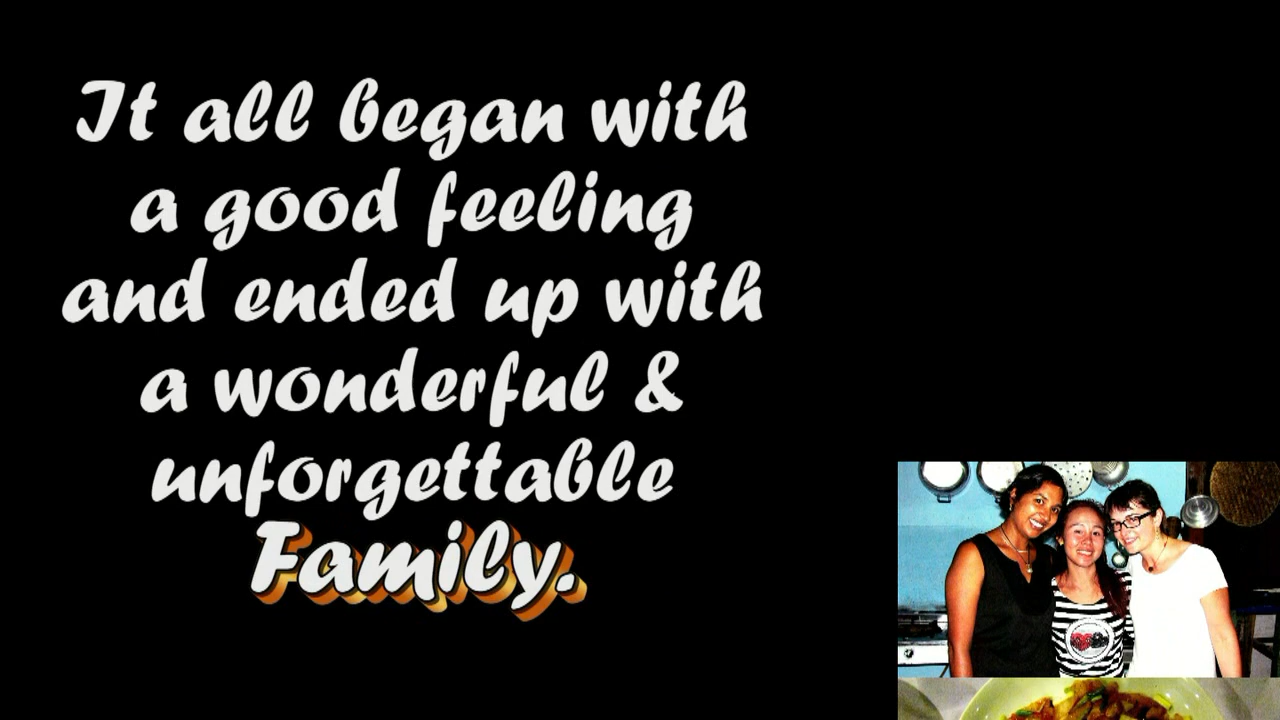 It all began with
a good feeling
and ended up with
a wonderful &
unforgettable
Family.